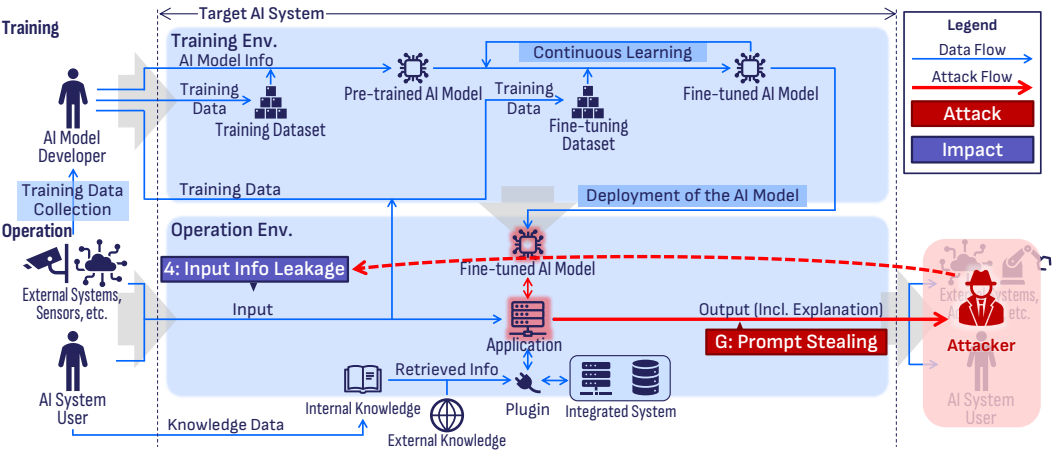 Target AI System
Training
Legend
Data Flow
Attack Flow
Attack
Impact
Training Env.
AI Model Info
Continuous Learning
Pre-trained AI Model
Fine-tuned AI Model
Training
Data
Training Dataset
Training
Data
Fine-tuning
Dataset
AI Model
Developer
Training Data
Collection
Training Data
Deployment of the AI Model
Operation
Operation Env.
4: Input Info Leakage
Fine-tuned AI Model
External Systems,
Sensors, etc.
Input
Output (Incl. Explanation)
G: Prompt Stealing
Attacker
Application
AI System
User
Retrieved Info
Internal Knowledge
External Knowledge
Plugin
Integrated System
Knowledge Data
etc.
AI System
User